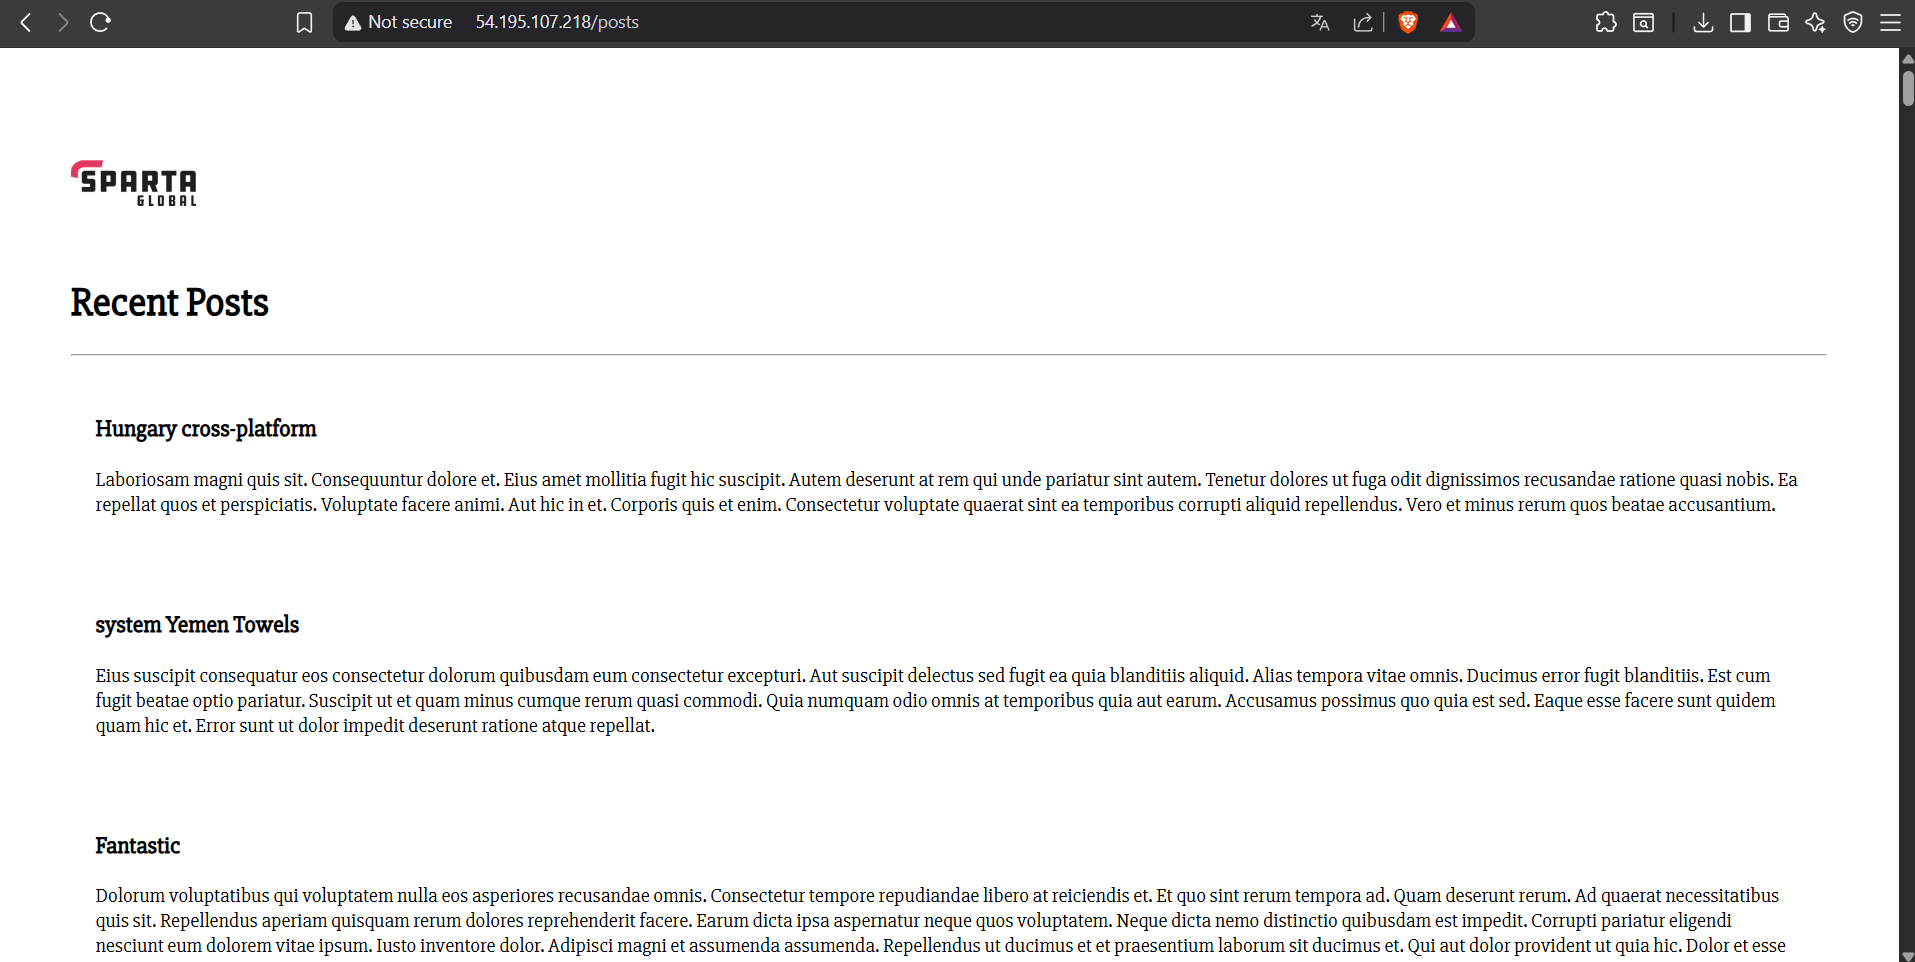 Not secure 54.195.107.218/posts
SPARTA
GLOBAL
Recent Posts
Hungary cross-platform
Laboriosam magni quis sit. Consequuntur dolore et. Eius amet mollitia fugit hic suscipit. Autem deserunt at rem qui unde pariatur sint autem. Tenetur dolores ut fuga odit dignissimos recusandae ratione quasi nobis. Ea
repellat quos et perspiciatis. Voluptate facere animi. Aut hic in et. Corporis quis et enim. Consectetur voluptate quaerat sint ea temporibus corrupti aliquid repellendus. Vero et minus rerum quos beatae accusantium.
system Yemen Towels
Eius suscipit consequatur eos consectetur dolorum quibusdam eum consectetur excepturi. Aut suscipit delectus sed fugit ea quia blanditiis aliquid. Alias tempora vitae omnis. Ducimus error fugit blanditiis. Est cum
fugit beatae optio pariatur. Suscipit ut et quam minus cumque rerum quasi commodi. Quia numquam odio omnis at temporibus quia aut earum. Accusamus possimus quo quia est sed. Eaque esse facere sunt quidem
quam hic et. Error sunt ut dolor impedit deserunt ratione atque repellat.
Fantastic
Dolorum voluptatibus qui voluptatem nulla eos asperiores recusandae omnis. Consectetur tempore repudiandae libero at reiciendis et. Et quo sint rerum tempora ad. Quam deserunt rerum. Ad quaerat necessitatibus
quis sit. Repellendus aperiam quisquam rerum dolores reprehenderit facere. Earum dicta ipsa aspernatur neque quos voluptatem. Neque dicta nemo distinctio quibusdam est impedit. Corrupti pariatur eligendi
nesciunt eum dolorem vitae ipsum. Iusto inventore dolor. Adipisci magni et assumenda assumenda. Repellendus ut ducimus et et praesentium laborum sit ducimus et. Qui aut dolor provident ut quia hic. Dolor et esse